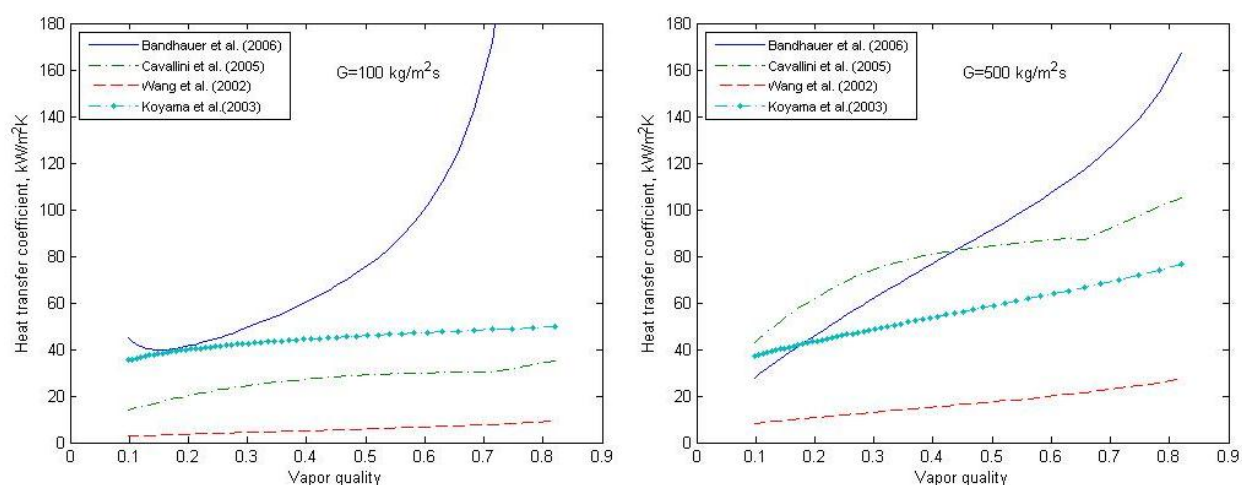 180
160
140
120
100
80
60
40
20
0
Heat transfer coefficient, kW/m²K
Bandhauer et al. (2006)
Cavallini et al. (2005)
Wang et al. (2002)
Koyama et al.(2003)
G=100 kg/m²s
0 0.1 0.2 0.3 0.4 0.5 0.6 0.7 0.8 0.9
Vapor quality
180
160
140
120
100
80
60
40
20
0
Heat transfer coefficient, kW/m²K
Bandhauer et al. (2006)
Cavallini et al. (2005)
Wang et al. (2002)
Koyama et al.(2003)
G=500 kg/m²s
0 0.1 0.2 0.3 0.4 0.5 0.6 0.7 0.8 0.9
Vapor quality